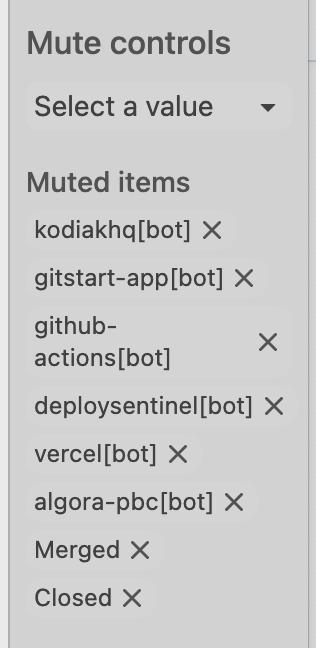 Mute controls
Select a value
Muted items
kodiakhq[bot]
gitstart-app[bot]
github-
actions[bot]
deploysentinel[bot]
vercel[bot]
algora-pbc[bot]
Merged
Closed